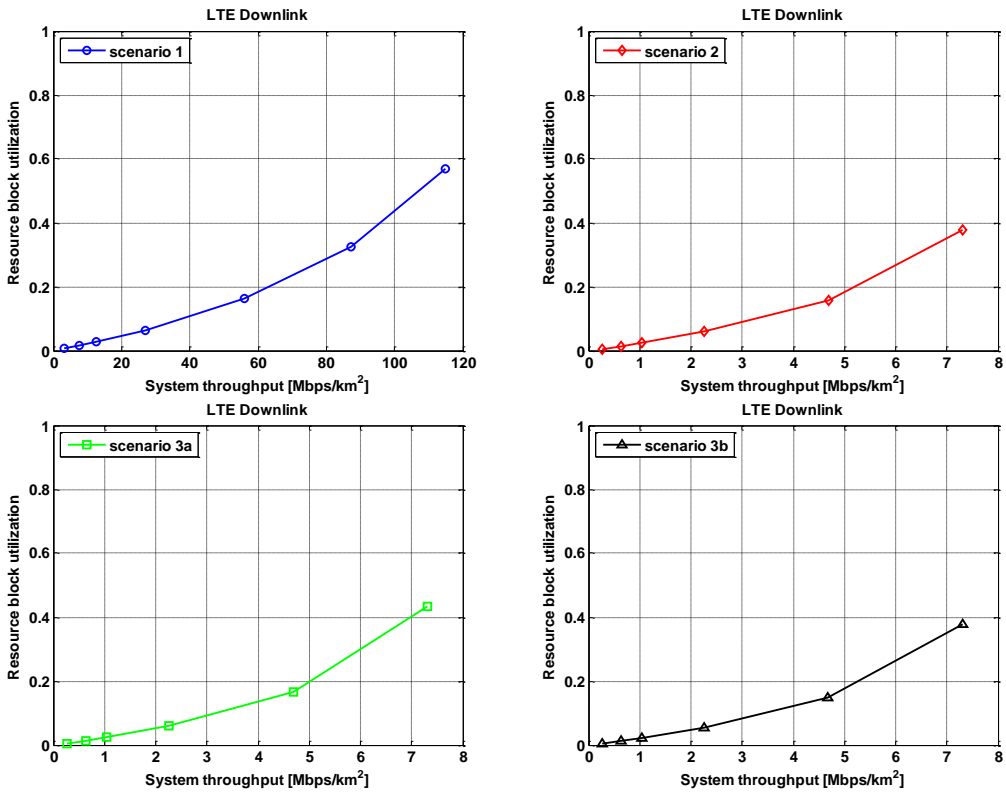 LTE Downlink
scenario 1
Resource block utilization
1
0.8
0.6
0.4
0.2
0
0 20 40 60 80 100 120
System throughput [Mbps/km²]
LTE Downlink
scenario 2
Resource block utilization
1
0.8
0.6
0.4
0.2
0
0 1 2 3 4 5 6 7 8
System throughput [Mbps/km²]
LTE Downlink
scenario 3a
Resource block utilization
1
0.8
0.6
0.4
0.2
0
0 1 2 3 4 5 6 7 8
System throughput [Mbps/km²]
LTE Downlink
scenario 3b
Resource block utilization
1
0.8
0.6
0.4
0.2
0
0 1 2 3 4 5 6 7 8
System throughput [Mbps/km²]